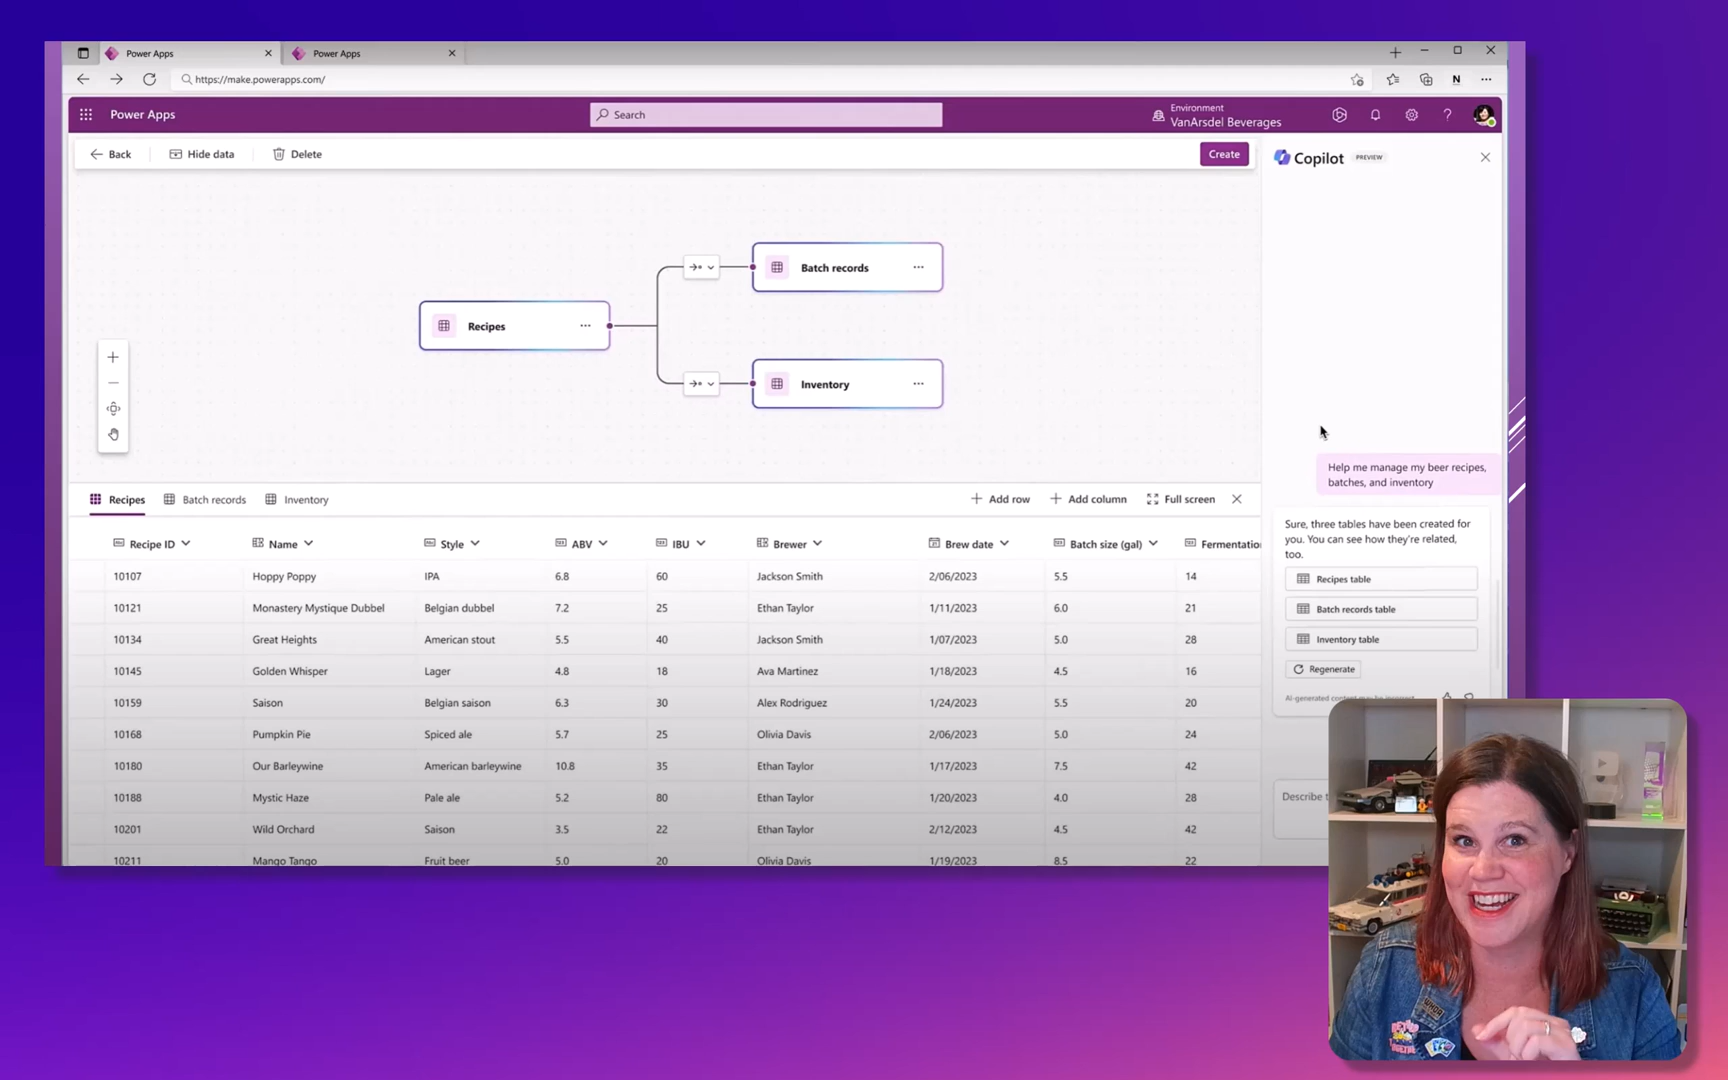 Power Apps
Power Apps
https://make.powerapps.com/
N
Power Apps
Search
Environment
VanArsdel Beverages
Back
Hide data
Delete
Create
Copilot PREVIEW
Recipes
Batch records
Inventory
Help me manage my beer recipes,
batches, and inventory
Sure, three tables have been created for
you. You can see how they're related,
too.
Recipes table
Batch records table
Inventory table
Regenerate
AI-generated content may be incorrect
Describe
Recipes Batch records Inventory Add row Add column Full screen
Recipe ID Name Style ABV IBU Brewer Brew date Batch size (gal) Fermentatio
10107 Hoppy Poppy IPA 6.8 60 Jackson Smith 2/06/2023 5.5 14
10121 Monastery Mystique Dubbel Belgian dubbel 7.2 25 Ethan Taylor 1/11/2023 6.0 21
10134 Great Heights American stout 5.5 40 Jackson Smith 1/07/2023 5.0 28
10145 Golden Whisper Lager 4.8 18 Ava Martinez 1/18/2023 4.5 16
10159 Saison Belgian saison 6.3 30 Alex Rodriguez 1/24/2023 5.5 20
10168 Pumpkin Pie Spiced ale 5.7 25 Olivia Davis 2/06/2023 5.0 24
10180 Our Barleywine American barleywine 10.8 35 Ethan Taylor 1/17/2023 7.5 42
10188 Mystic Haze Pale ale 5.2 80 Ethan Taylor 1/20/2023 4.0 28
10201 Wild Orchard Saison 3.5 22 Ethan Taylor 2/12/2023 4.5 42
10211 Mango Tango Fruit beer 5.0 20 Olivia Davis 1/19/2023 8.5 22